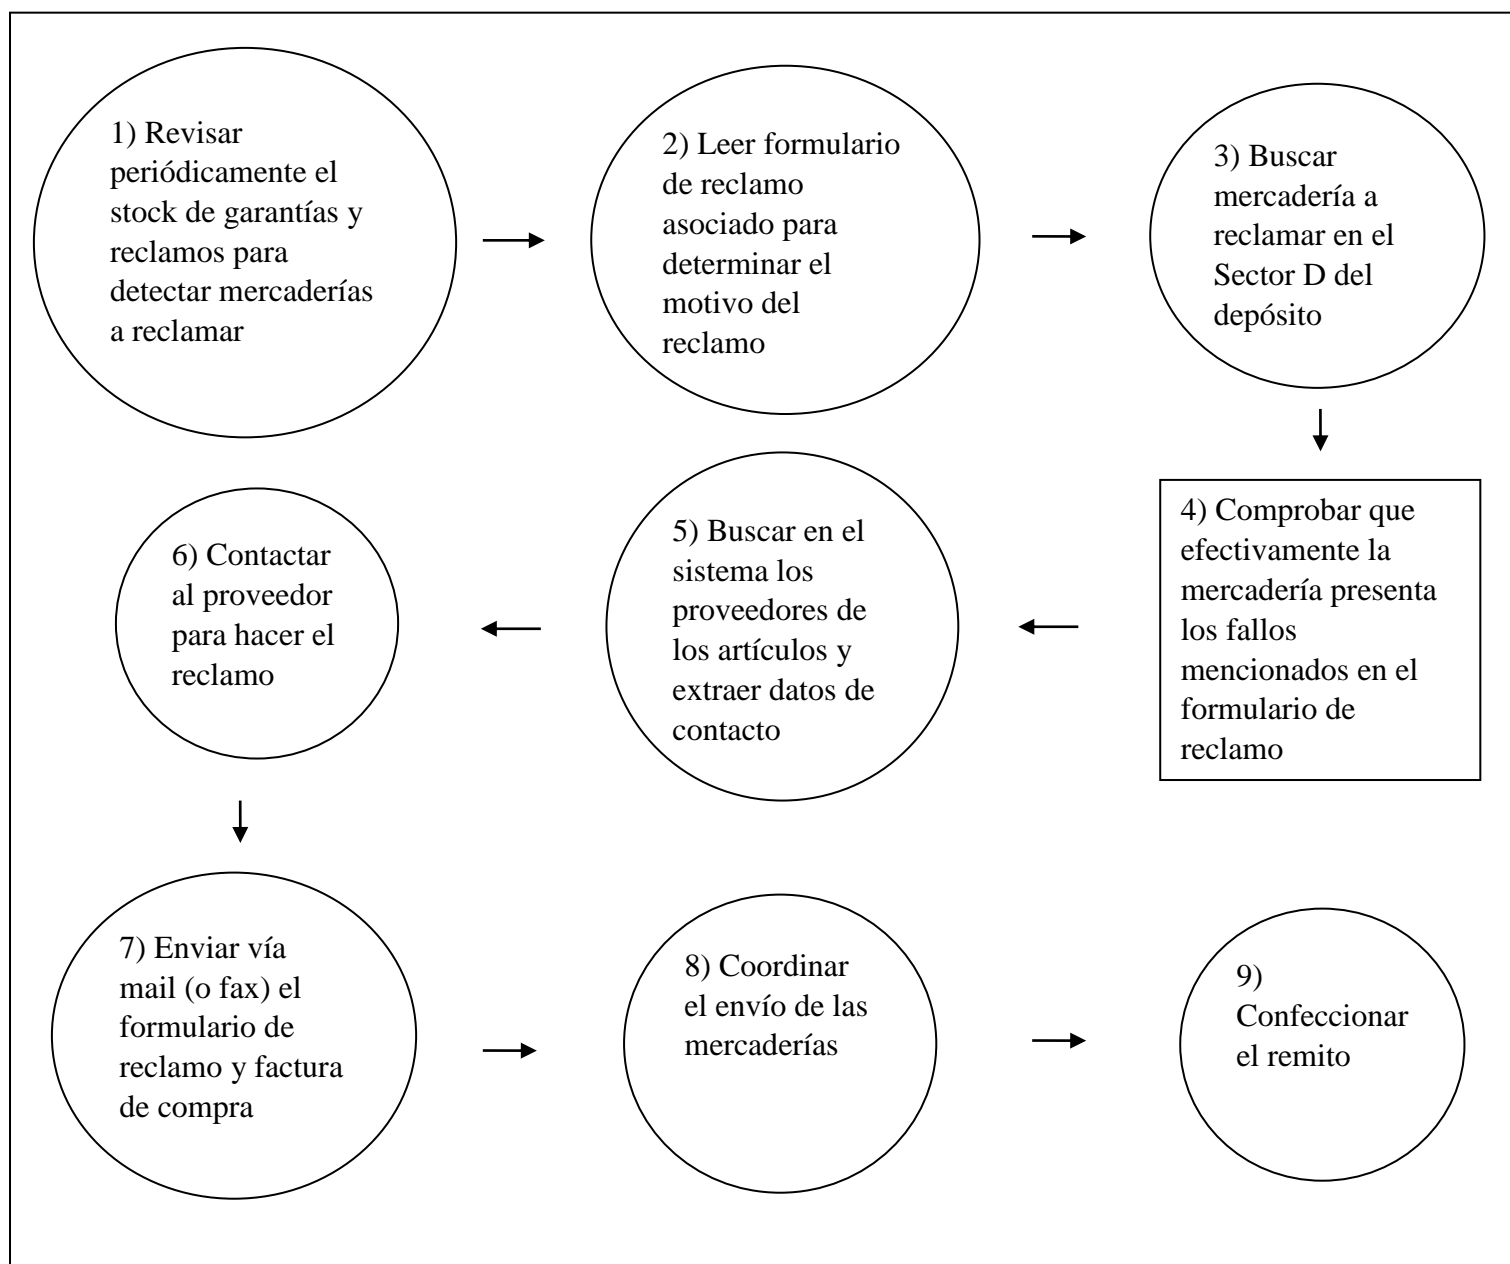 1) Revisar
periódicamente el
stock de garantías y
reclamos para
detectar mercaderías
a reclamar
2) Leer formulario
de reclamo
asociado para
determinar el
motivo del
reclamo
3) Buscar
mercadería a
reclamar en el
Sector D del
depósito
4) Comprobar que
efectivamente la
mercadería presenta
los fallos
mencionados en el
formulario de
reclamo
5) Buscar en el
sistema los
proveedores de
los artículos y
extraer datos de
contacto
6) Contactar
al proveedor
para hacer el
reclamo
7) Enviar vía
mail (o fax) el
formulario de
reclamo y factura
de compra
8) Coordinar
el envío de las
mercaderías
9)
Confeccionar
el remito